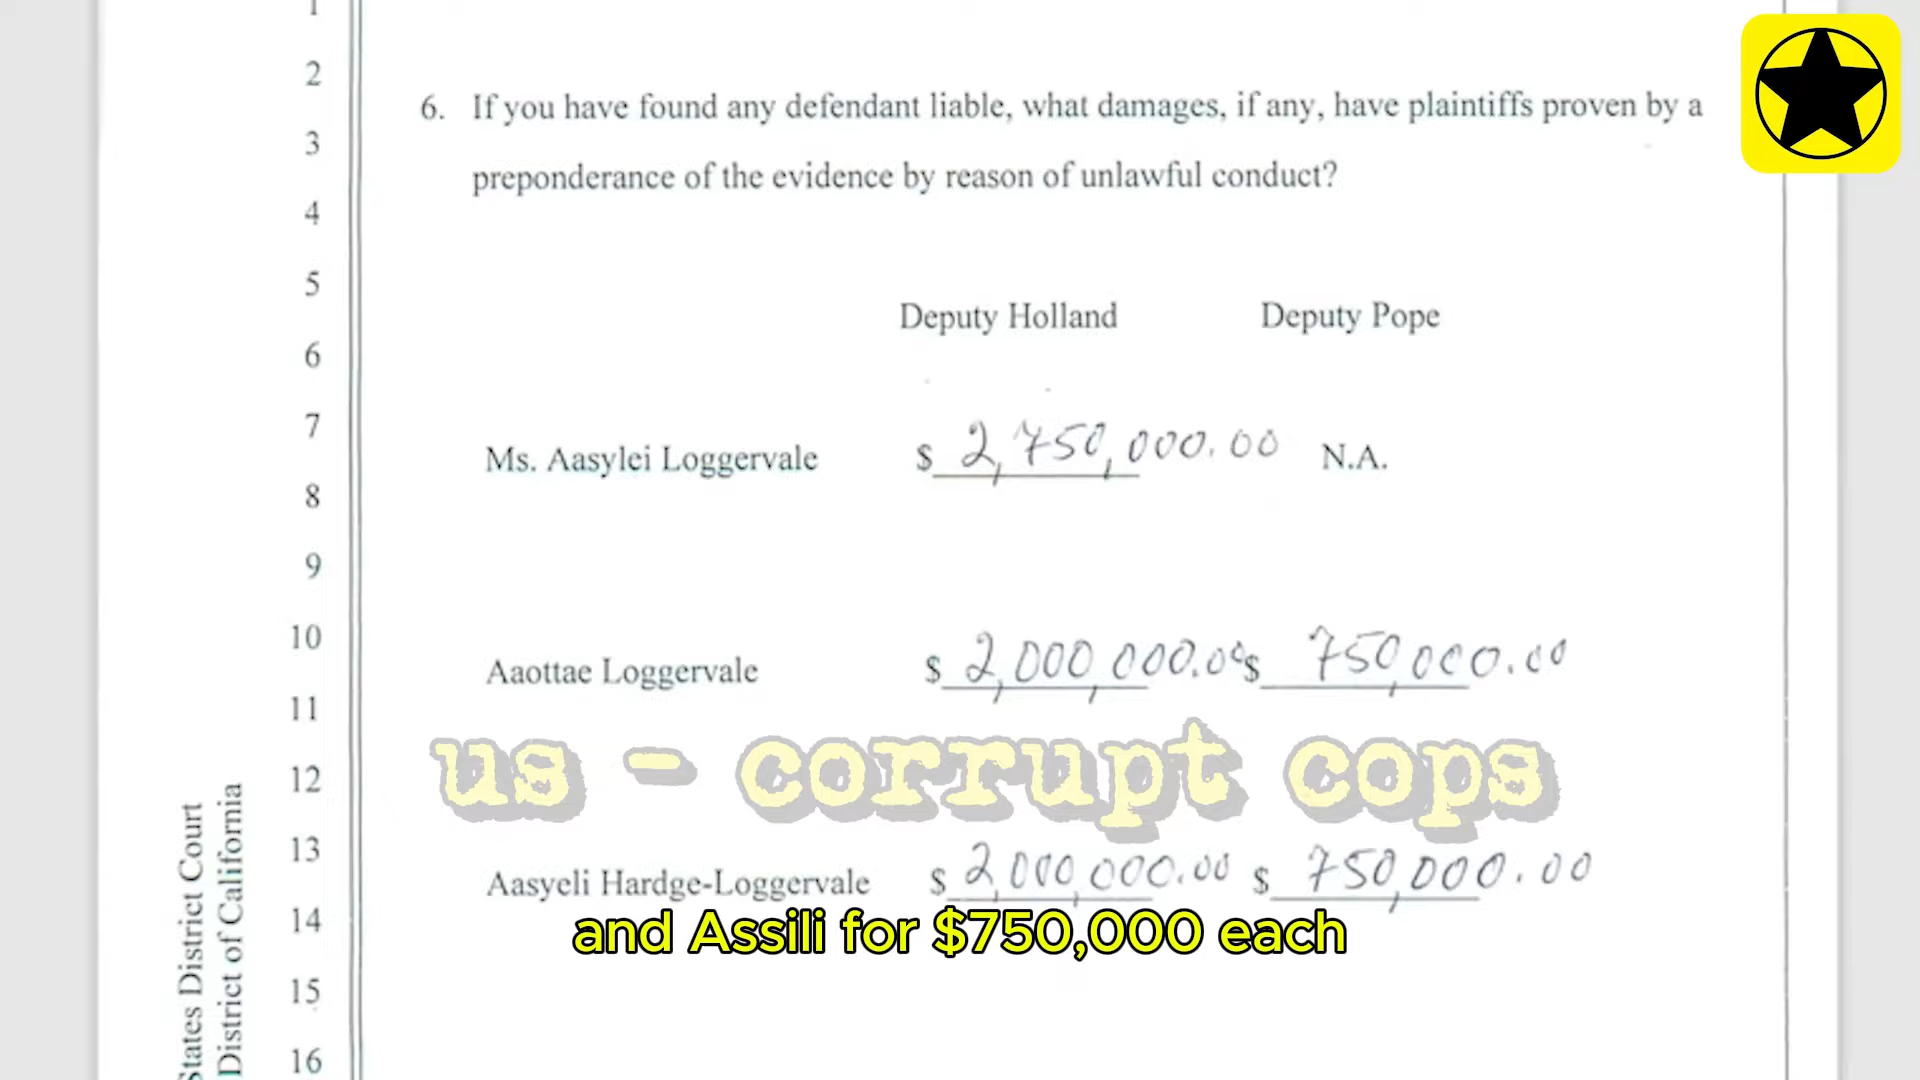 1
2
6. If you have found any defendant liable, what damages, if any, have plaintiffs proven by a
3
preponderance of the evidence by reason of unlawful conduct?
4
5
Deputy Holland Deputy Pope
6
7
Ms. Aasylei Loggervale $ 2,750,000.00 N.A.
8
9
10
Aaottae Loggervale $ 2,000,000.00 $ 750,000.00
11
us - corrupt cops
12
13
Aasyeli Hardge-Loggervale $ 2,000,000.00 $ 750,000.00
14
and Assili for $750,000 each
15
16
States District Court
District of California